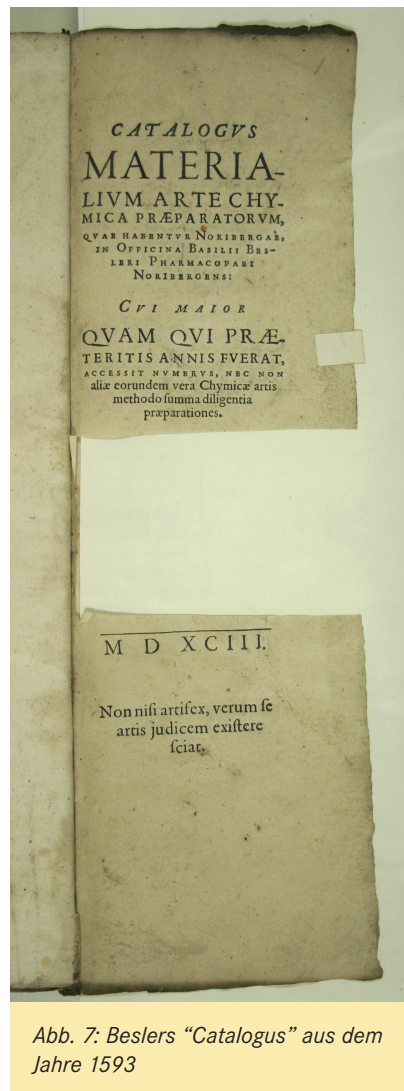 CATALOGVS
MATERIA-
LIVM ARTE CHY-
MICA PRÆPARATORVM,
QVAE HABENTVR NORIBERGAE,
IN OFFICINA BASILII BES-
LERI PHARMACOPAEI
NORIBERGENS:
CVI MAIOR
QVAM QVI PRÆ-
TERITIS ANNIS FVERAT,
ACCESSIT NVMERVS, NEC NON
aliæ eorundem vera Chymicæ artis
methodo ſumma diligentia
præparationes.
M D XCIII.
Non niſi artifex, verum ſe
artis judicem exiſtere
ſciat.
Abb. 7: Beslers “Catalogus” aus dem
Jahre 1593